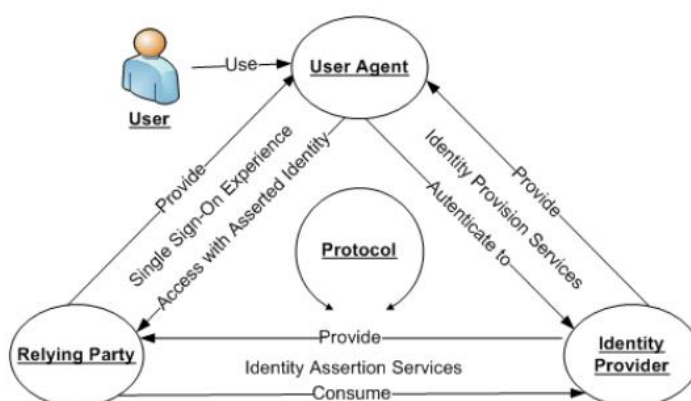 Use
User Agent
User
Provide
Single Sign-On Experience
Access with Asserted Identity
Identity Provision Services
Provide
Autenticate to
Protocol
Relying Party
Provide
Identity Assertion Services
Consume
Identity
Provider